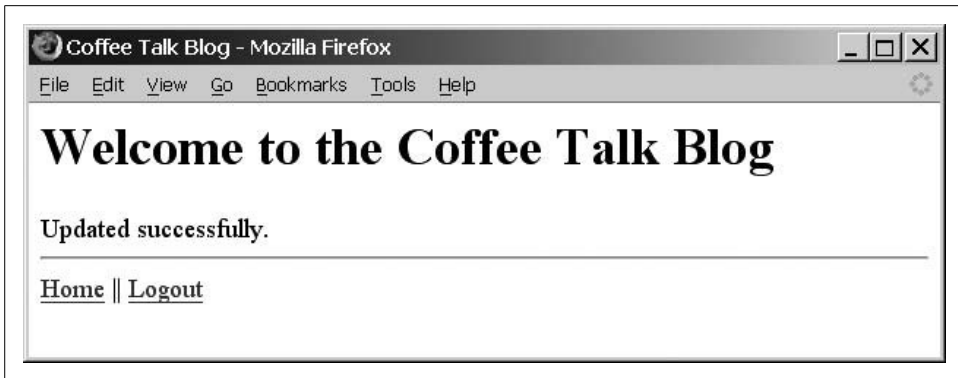 Coffee Talk Blog - Mozilla Firefox
File Edit View Go Bookmarks Tools Help
Welcome to the Coffee Talk Blog
Updated successfully.
Home || Logout